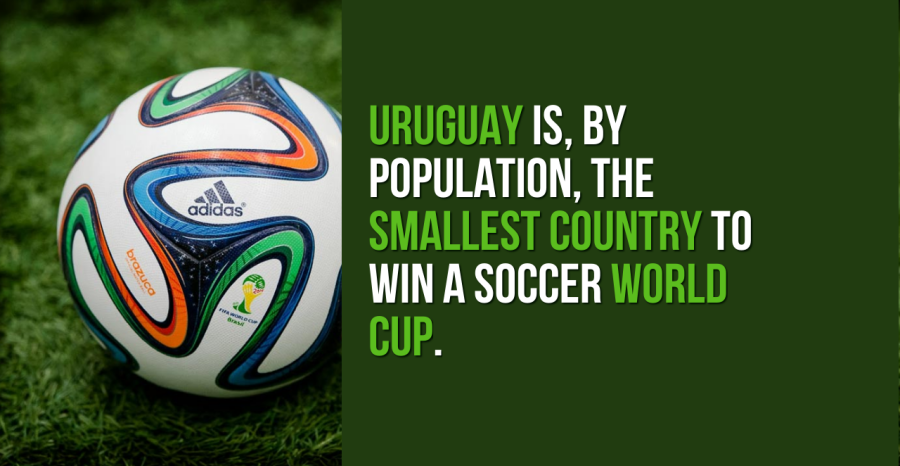 adidas®
brazuca
FIFA WORLD CUP
Brasil
URUGUAY IS, BY
POPULATION, THE
SMALLEST COUNTRY TO
WIN A SOCCER WORLD
CUP.